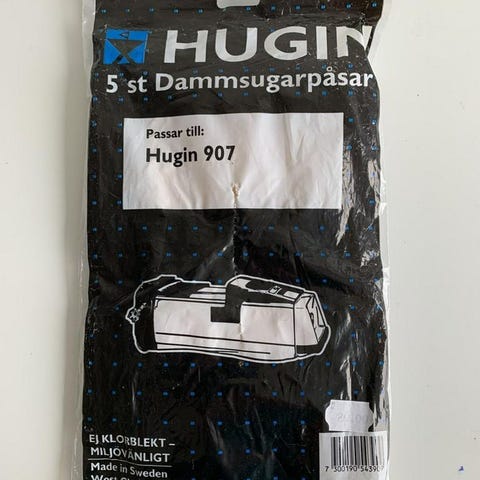 HUGIN
5 st Dammsugarpåsar
Passar till:
Hugin 907
EJ KLORBLEKT –
MILJÖVÄNLIGT
Made in Sweden